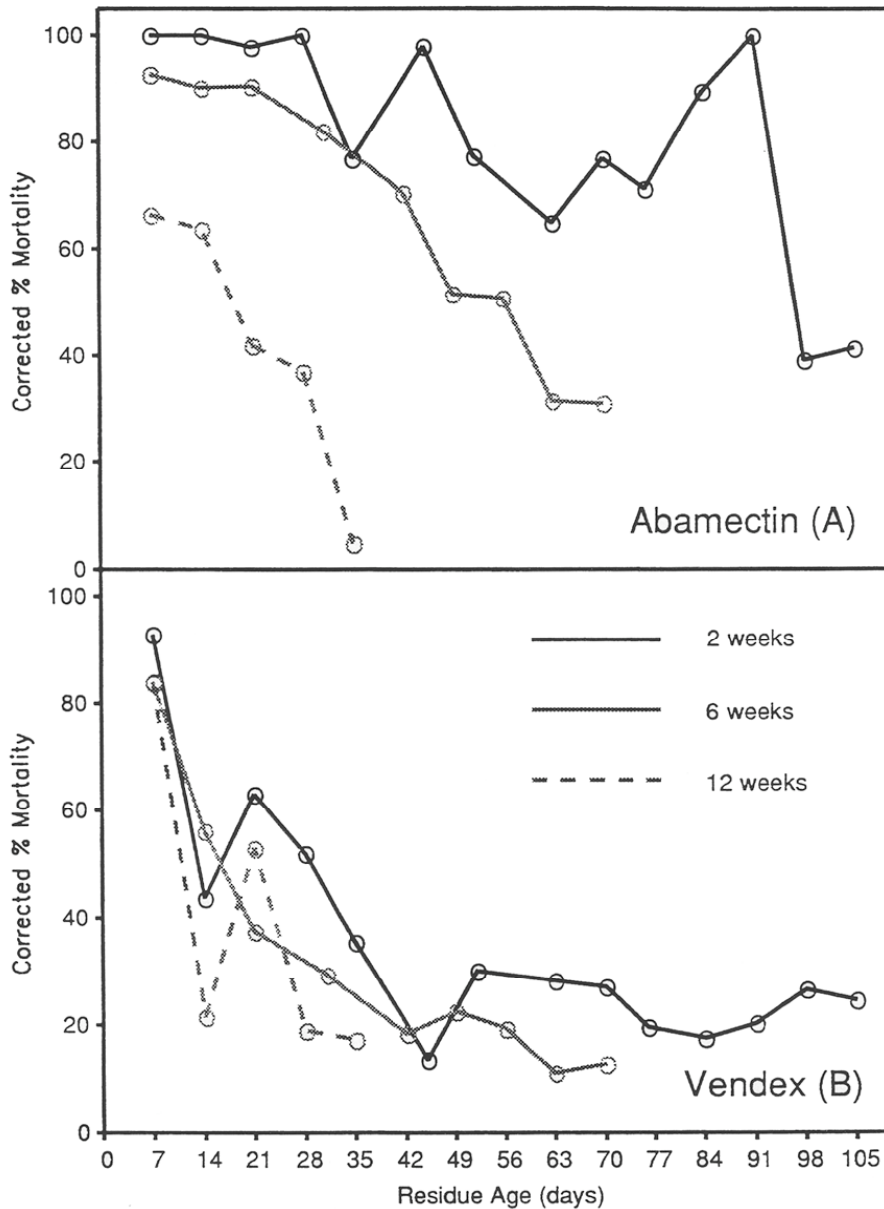 Corrected % Mortality
100
80
60
40
20
0
Abamectin (A)
Corrected % Mortality
100
80
60
40
20
0
2 weeks
6 weeks
12 weeks
Vendex (B)
0 7 14 21 28 35 42 49 56 63 70 77 84 91 98 105
Residue Age (days)